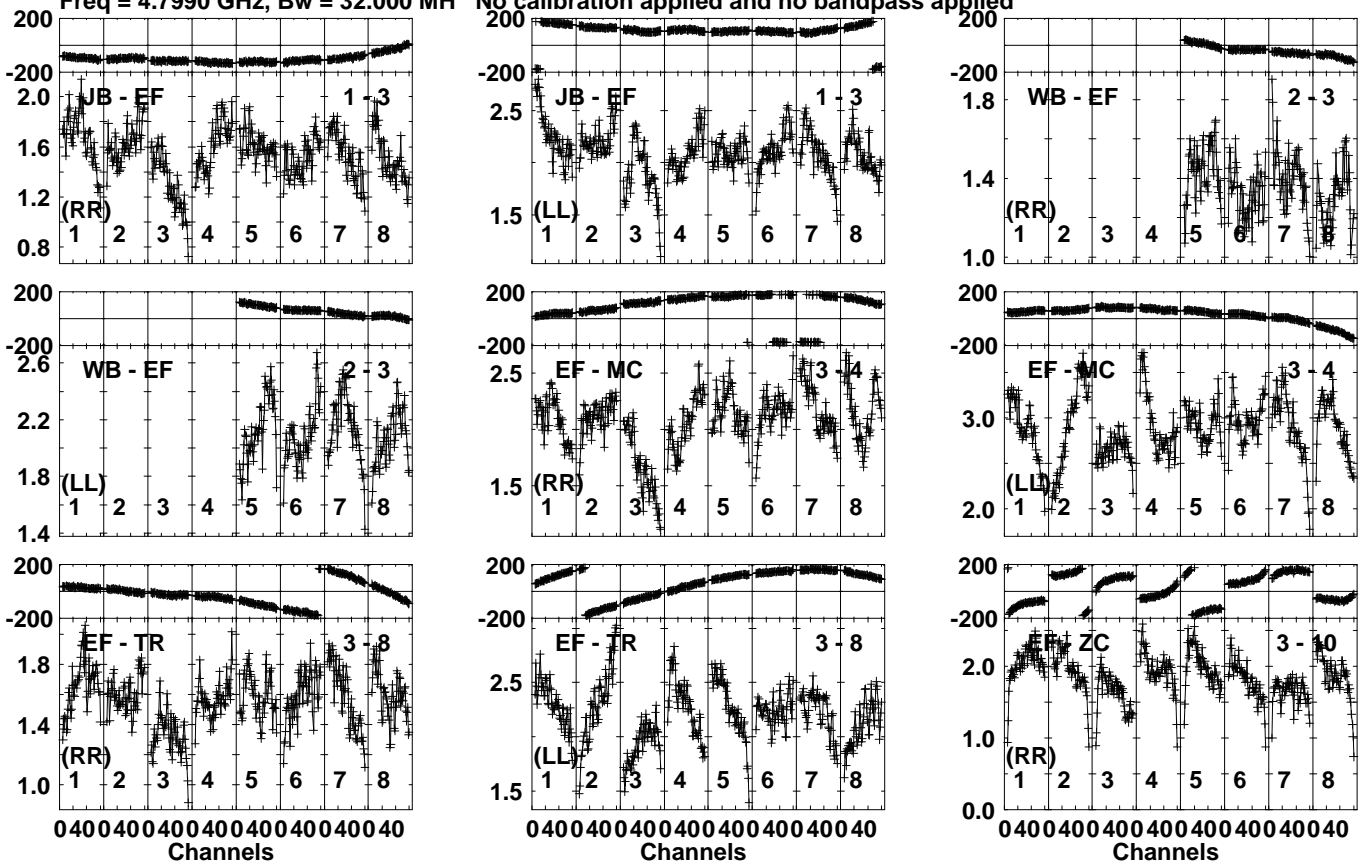 Freq = 4.7990 GHz, Bw = 32.000 MH No calibration applied and no bandpass applied
200
-200
2.0
1.6
1.2
0.8
JB - EF
1 - 3
(RR)
1 2 3 4 5 6 7 8
200
-200
2.5
1.5
JB - EF
1 - 3
(LL)
1 2 3 4 5 6 7 8
200
-200
1.8
1.4
1.0
WB - EF
2 - 3
(RR)
1 2 3 4 5 6 7 8
200
-200
2.6
2.2
1.8
1.4
WB - EF
2 - 3
(LL)
1 2 3 4 5 6 7 8
200
-200
2.5
1.5
EF - MC
3 - 4
(RR)
1 2 3 4 5 6 7 8
200
-200
3.0
2.0
EF - MC
3 - 4
(LL)
1 2 3 4 5 6 7 8
200
-200
1.8
1.4
1.0
EF - TR
3 - 8
(RR)
1 2 3 4 5 6 7 8
0 40 0 40 0 40 0 40 0 40 0 40 0 40 0 40
Channels
200
-200
2.5
1.5
EF - TR
3 - 8
(LL)
1 2 3 4 5 6 7 8
0 40 0 40 0 40 0 40 0 40 0 40 0 40 0 40
Channels
200
-200
2.0
1.0
0.0
EF - ZC
3 - 10
(RR)
1 2 3 4 5 6 7 8
0 40 0 40 0 40 0 40 0 40 0 40 0 40 0 40
Channels